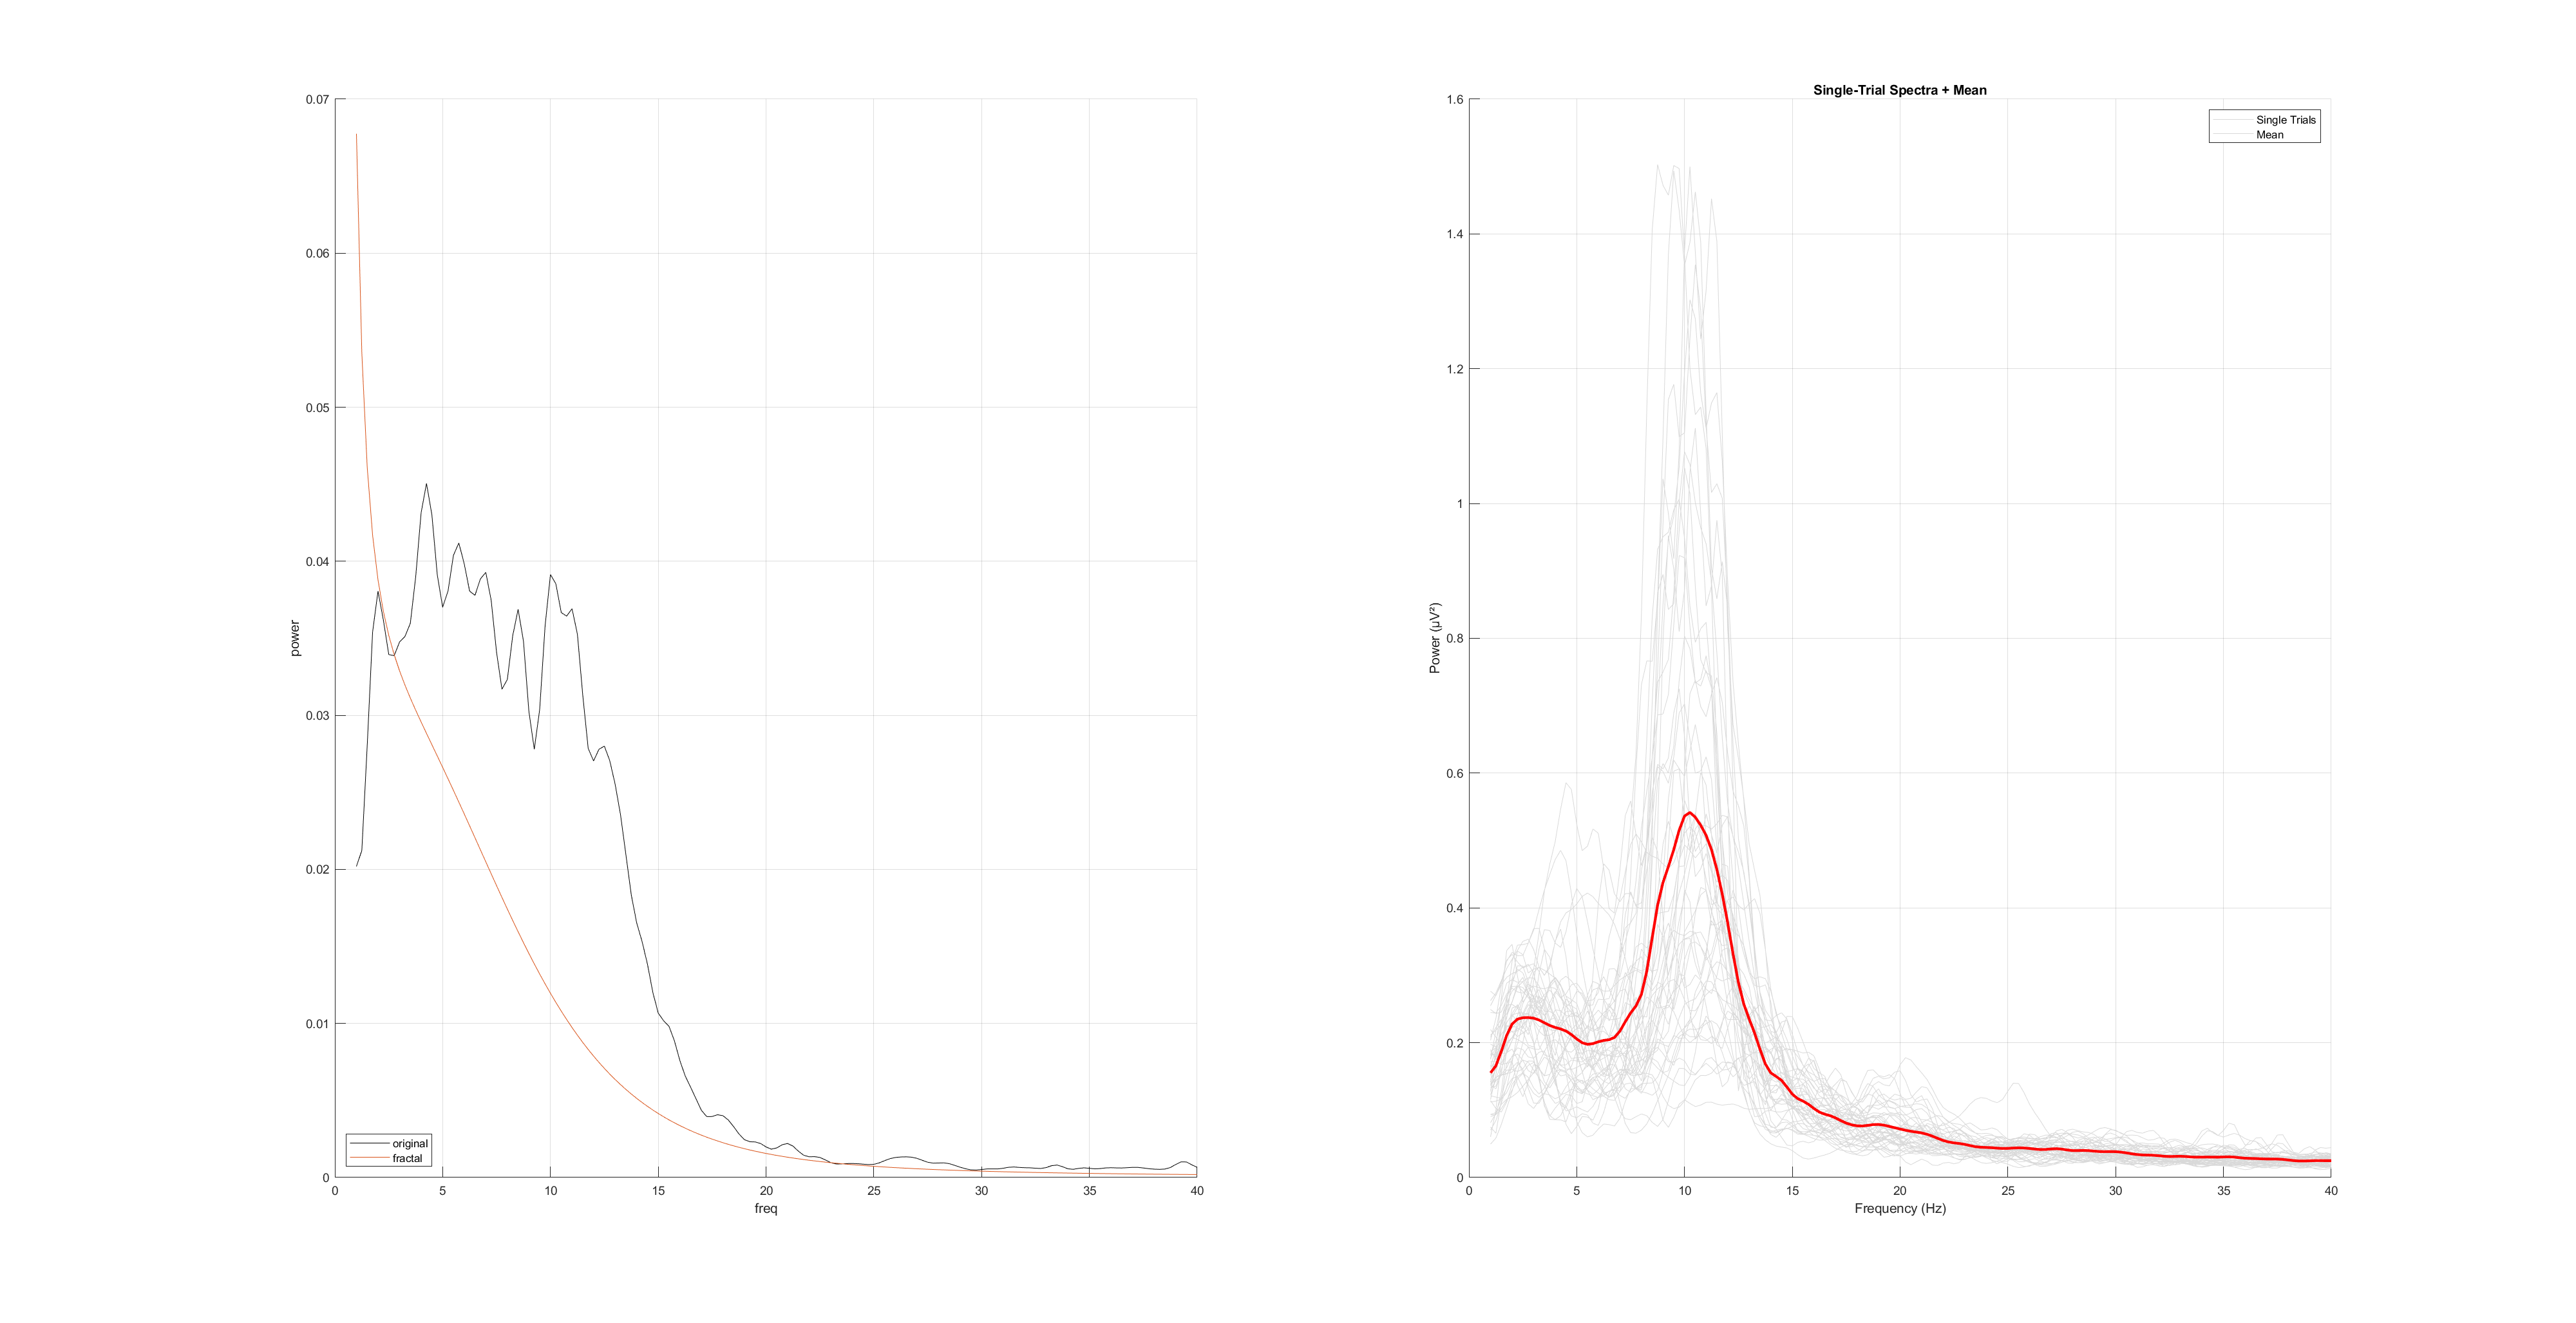 0.07
0.06
0.05
0.04
0.03
0.02
0.01
0
power
original
fractal
0 5 10 15 20 25 30 35 40
freq
Single-Trial Spectra + Mean
1.6
1.4
1.2
1
0.8
0.6
0.4
0.2
0
Power (µV²)
Single Trials
Mean
0 5 10 15 20 25 30 35 40
Frequency (Hz)